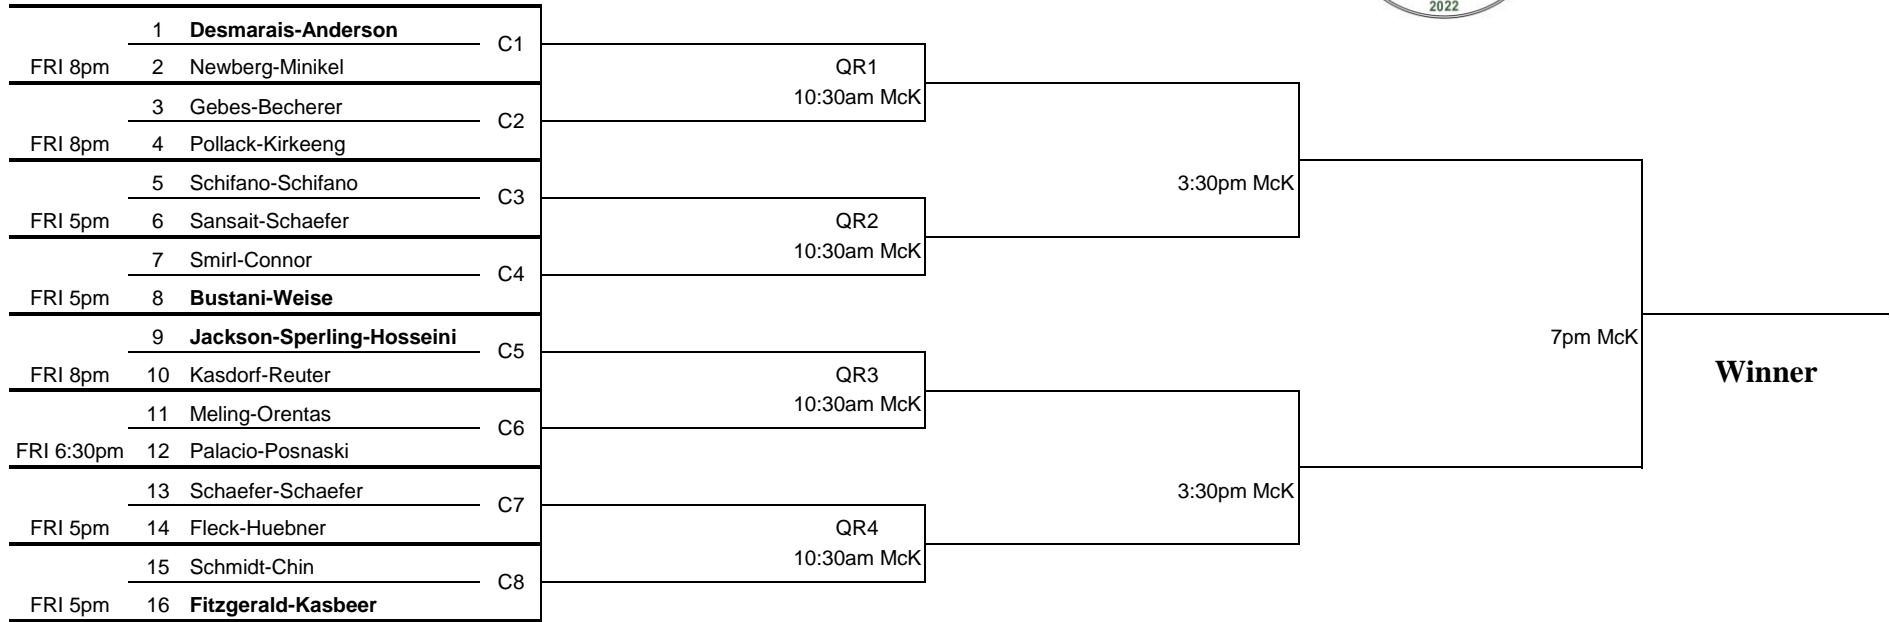 2022
1 Desmarais-Anderson
C1
FRI 8pm 2 Newberg-Minikel
QR1
10:30am McK
3 Gebes-Becherer
C2
FRI 8pm 4 Pollack-Kirkeeng
5 Schifano-Schifano
3:30pm McK
C3
FRI 5pm 6 Sansait-Schaefer
QR2
10:30am McK
7 Smirl-Connor
C4
FRI 5pm 8 Bustani-Weise
9 Jackson-Sperling-Hosseini
7pm McK
C5
Winner
FRI 8pm 10 Kasdorf-Reuter
QR3
10:30am McK
11 Meling-Orentas
C6
FRI 6:30pm 12 Palacio-Posnaski
13 Schaefer-Schaefer
3:30pm McK
C7
FRI 5pm 14 Fleck-Huebner
QR4
10:30am McK
15 Schmidt-Chin
C8
FRI 5pm 16 Fitzgerald-Kasbeer